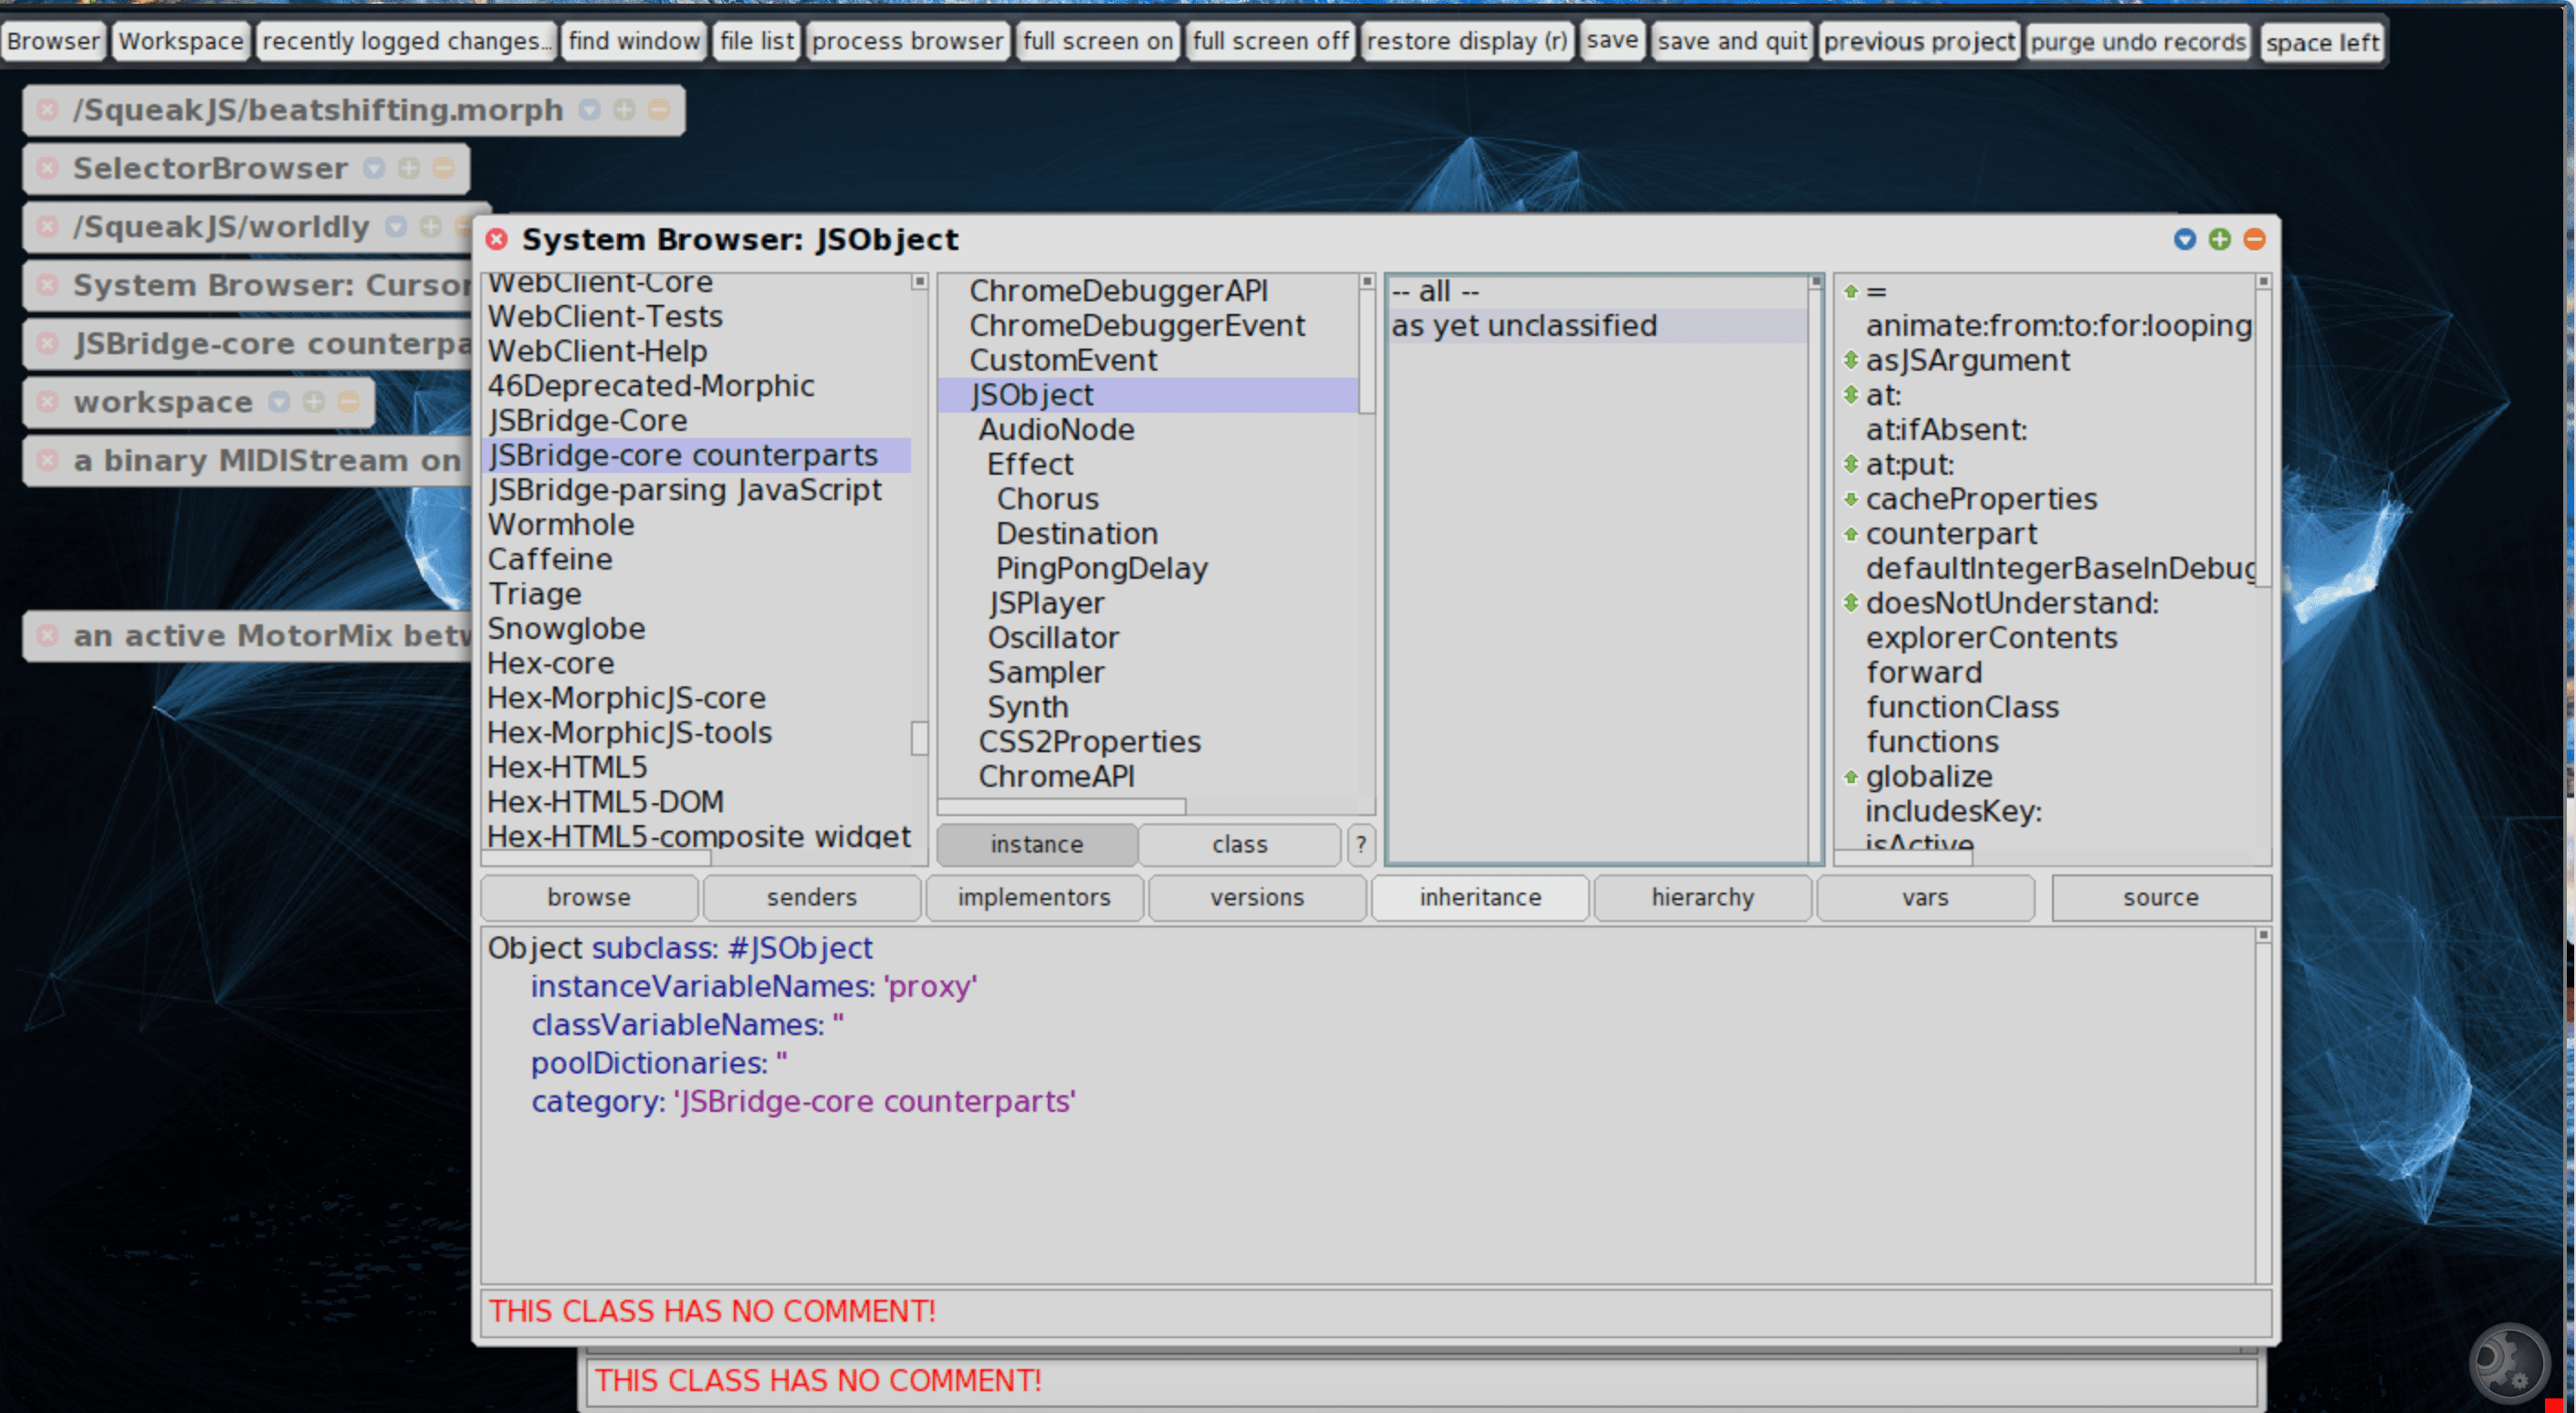 Browser
Workspace
recently logged changes...
find window
file list
process browser
full screen on
full screen off
restore display (r)
save
save and quit
previous project
purge undo records
space left
/SqueakJS/beatshifting.morph
SelectorBrowser
/SqueakJS/worldly
System Browser: Cursor
JSBridge-core counterpa
workspace
a binary MIDIStream on
an active MotorMix betw
System Browser: JSObject
WebClient-Core
WebClient-Tests
WebClient-Help
46Deprecated-Morphic
JSBridge-Core
JSBridge-core counterparts
JSBridge-parsing JavaScript
Wormhole
Caffeine
Triage
Snowglobe
Hex-core
Hex-MorphicJS-core
Hex-MorphicJS-tools
Hex-HTML5
Hex-HTML5-DOM
Hex-HTML5-composite widget
ChromeDebuggerAPI
ChromeDebuggerEvent
CustomEvent
JSObject
AudioNode
Effect
Chorus
Destination
PingPongDelay
JSPlayer
Oscillator
Sampler
Synth
CSS2Properties
ChromeAPI
instance
class
?
-- all --
as yet unclassified
=
animate:from:to:for:looping
asJSArgument
at:
at:ifAbsent:
at:put:
cacheProperties
counterpart
defaultIntegerBaseInDebug
doesNotUnderstand:
explorerContents
forward
functionClass
functions
globalize
includesKey:
isActive
browse
senders
implementors
versions
inheritance
hierarchy
vars
source
Object subclass: #JSObject
instanceVariableNames: 'proxy'
classVariableNames: ''
poolDictionaries: ''
category: 'JSBridge-core counterparts'
THIS CLASS HAS NO COMMENT!
THIS CLASS HAS NO COMMENT!